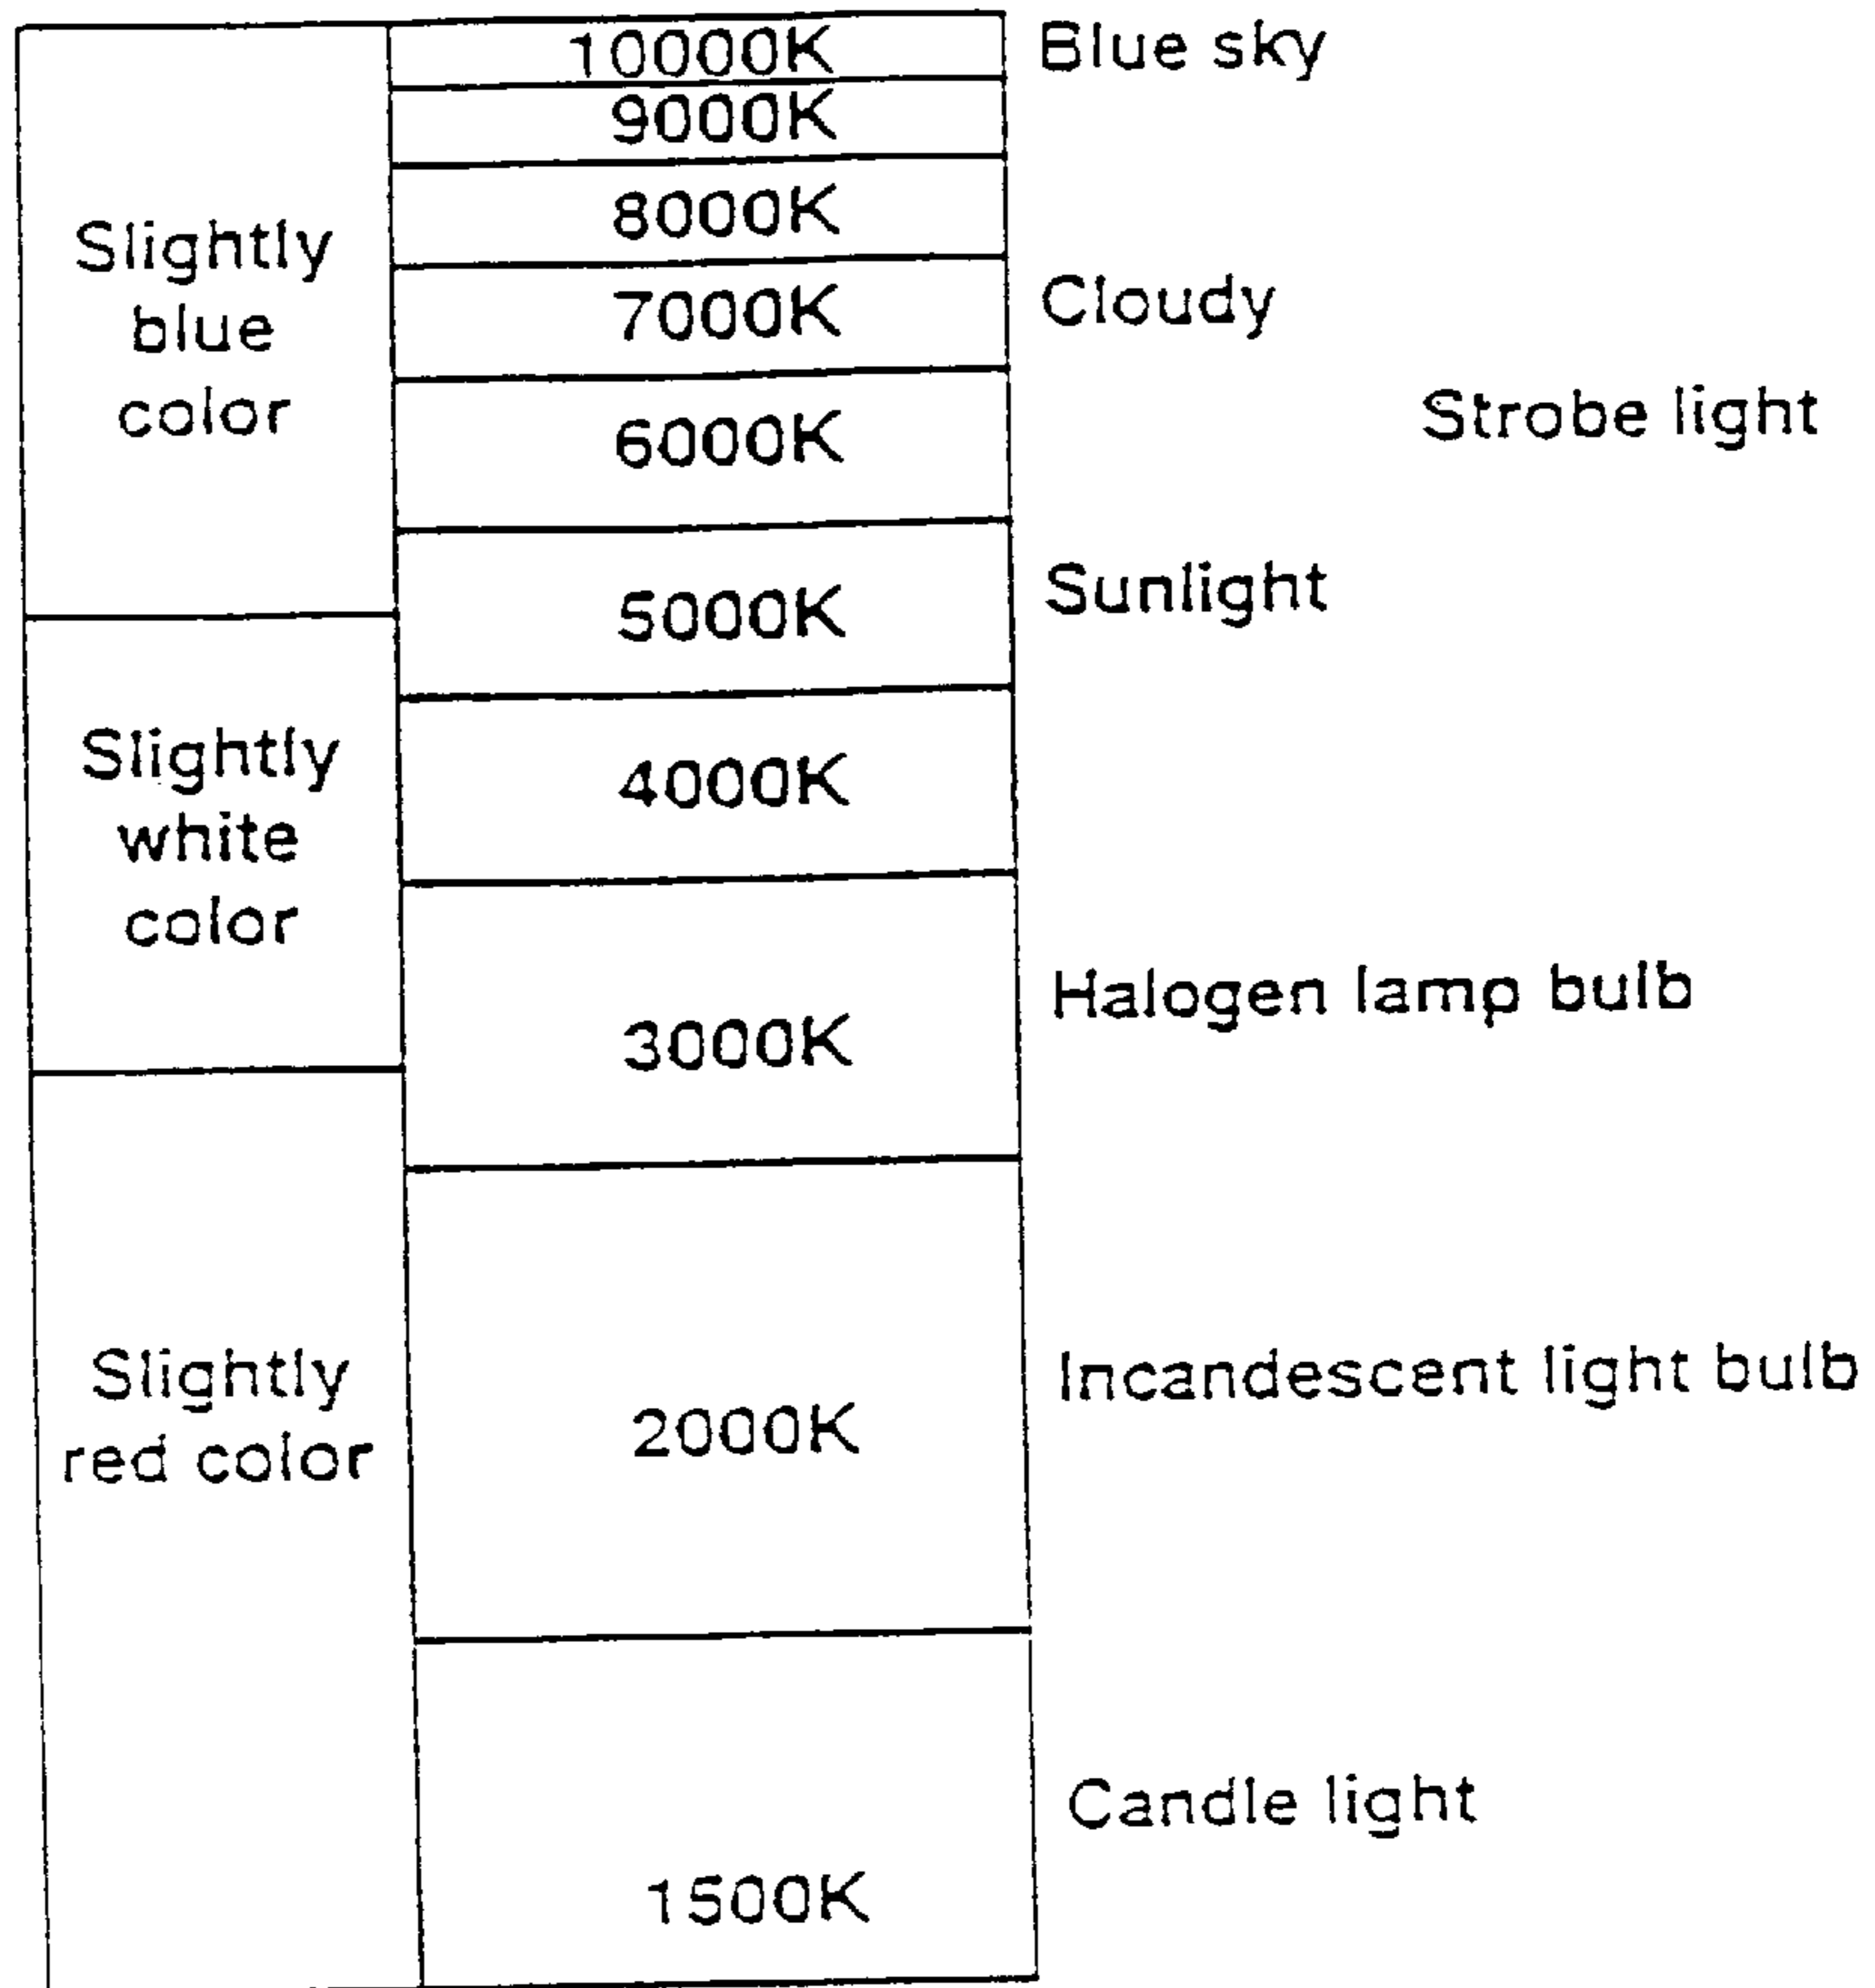 10000K Blue sky
9000K
8000K
Slightly
blue
color
7000K Cloudy
6000K Strobe light
5000K Sunlight
Slightly
white
color
4000K
3000K Halogen lamp bulb
Slightly
red color
2000K Incandescent light bulb
1500K Candle light